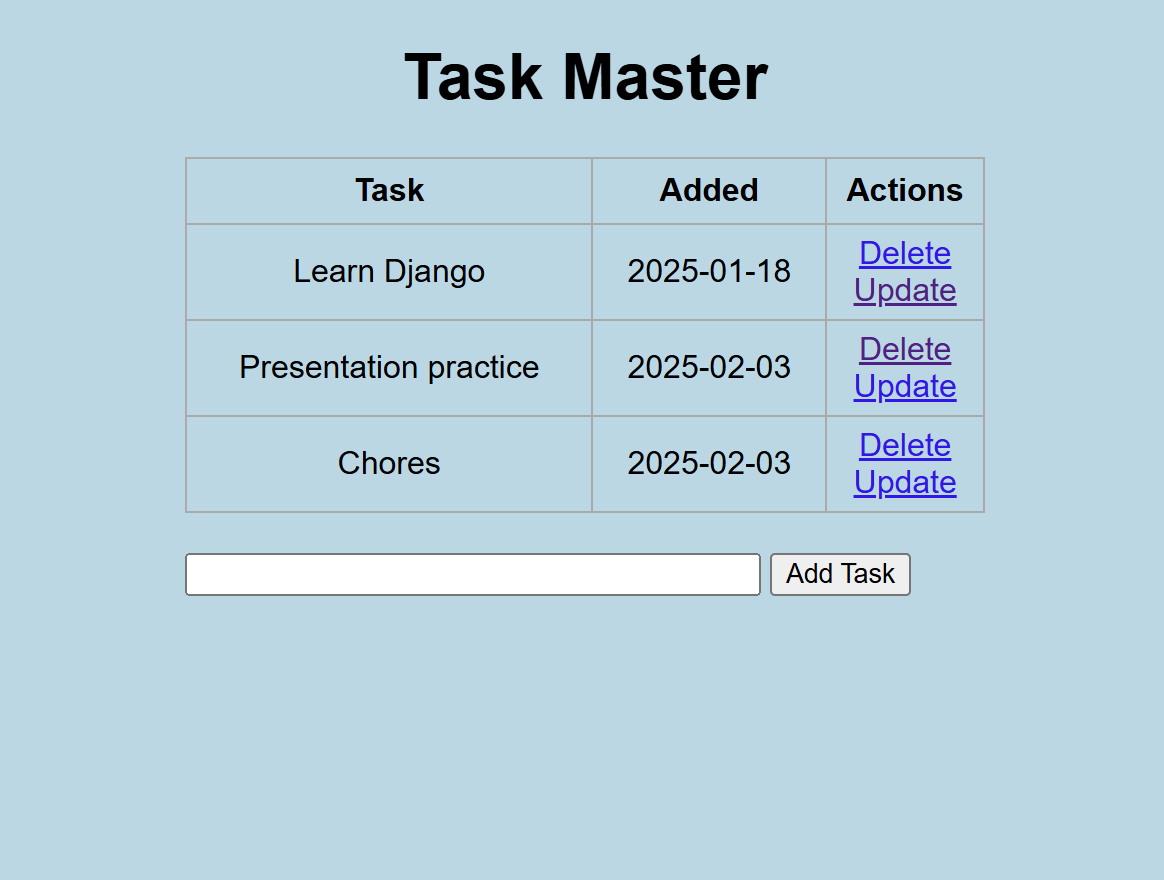 Task Master
Task Added Actions
Learn Django 2025-01-18 Delete
Update
Presentation practice 2025-02-03 Delete
Update
Chores 2025-02-03 Delete
Update
Add Task